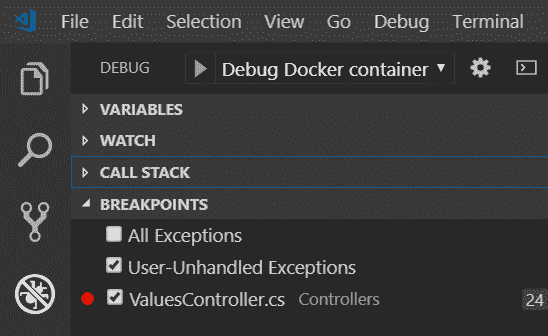 File Edit Selection View Go Debug Terminal
DEBUG Debug Docker container
VARIABLES
WATCH
CALL STACK
BREAKPOINTS
All Exceptions
User-Unhandled Exceptions
ValuesController.cs Controllers 24